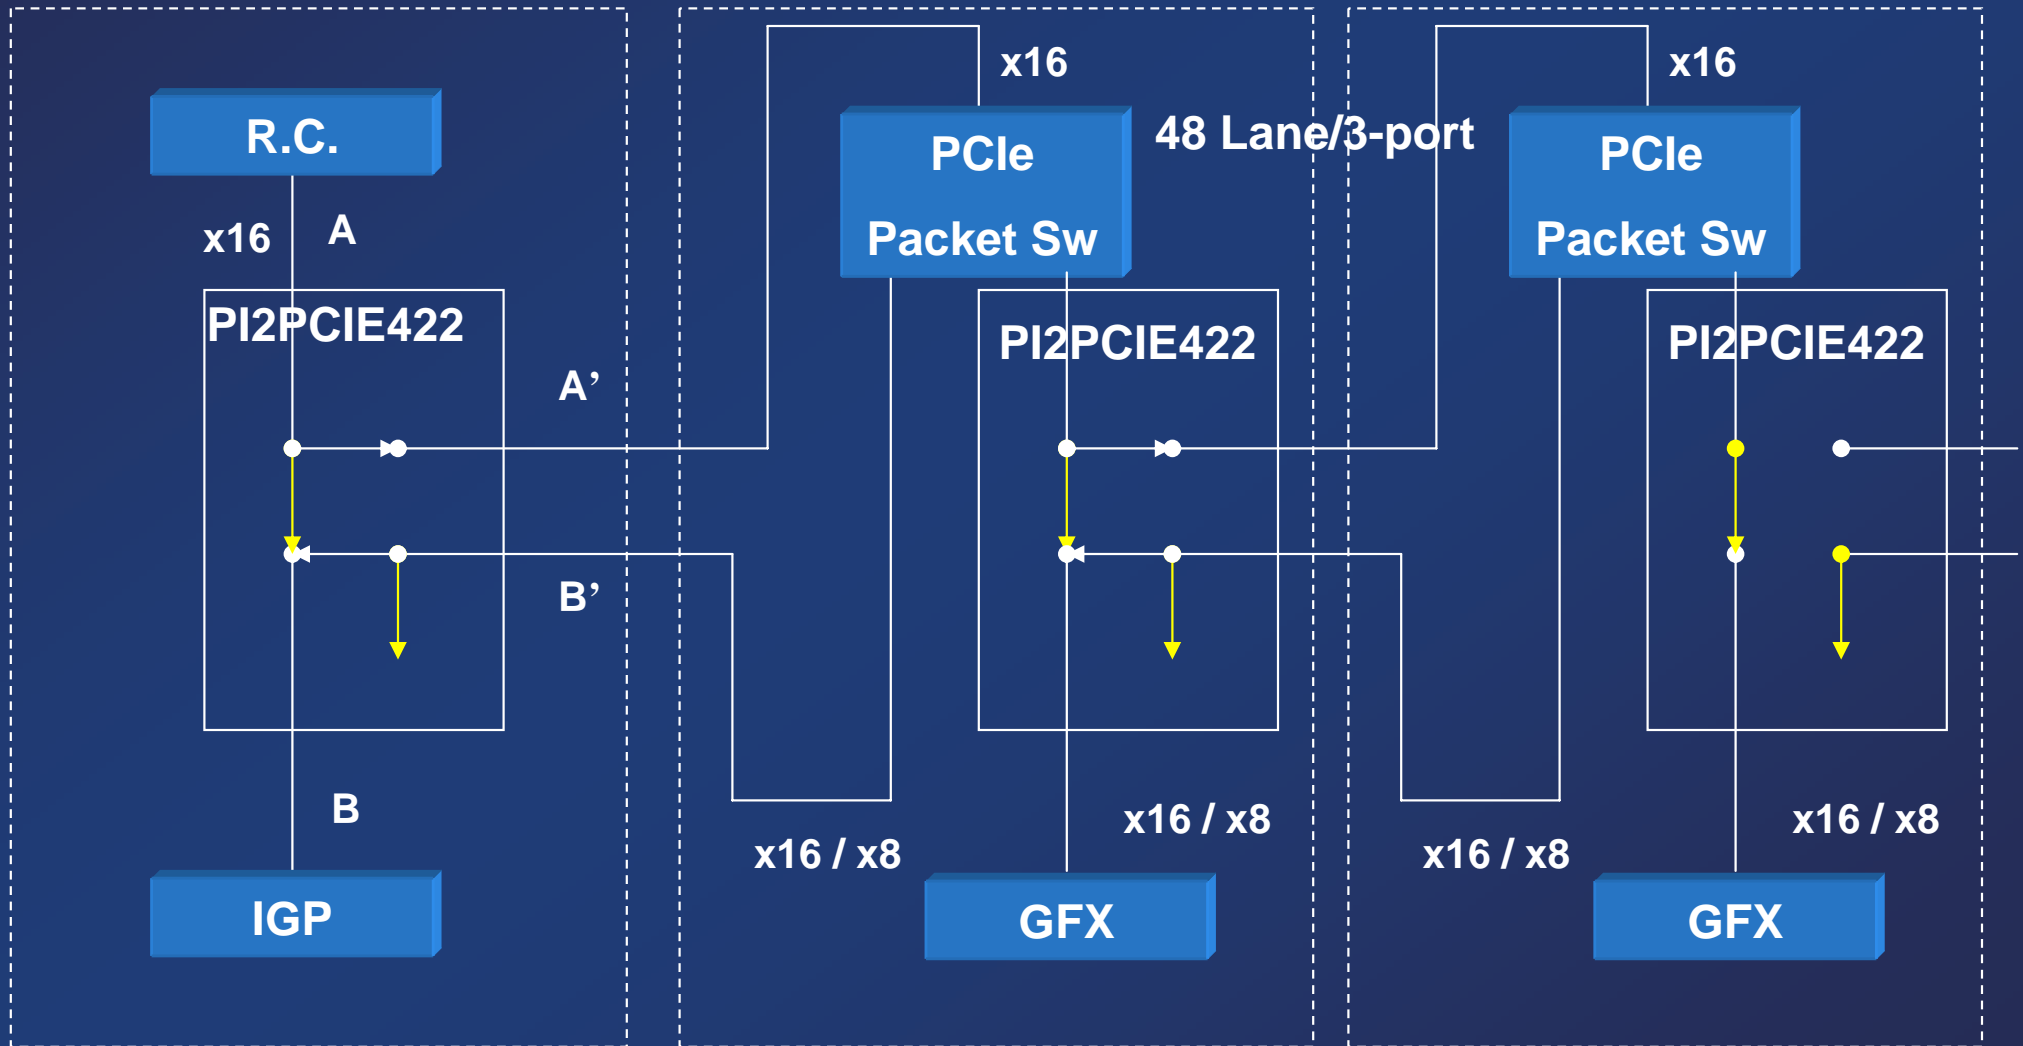 x16
x16
R.C.
PCIe
Packet Sw
48 Lane/3-port
PCIe
Packet Sw
x16
A
PI2PCIE422
PI2PCIE422
PI2PCIE422
A’
B’
B
x16 / x8
x16 / x8
x16 / x8
x16 / x8
IGP
GFX
GFX